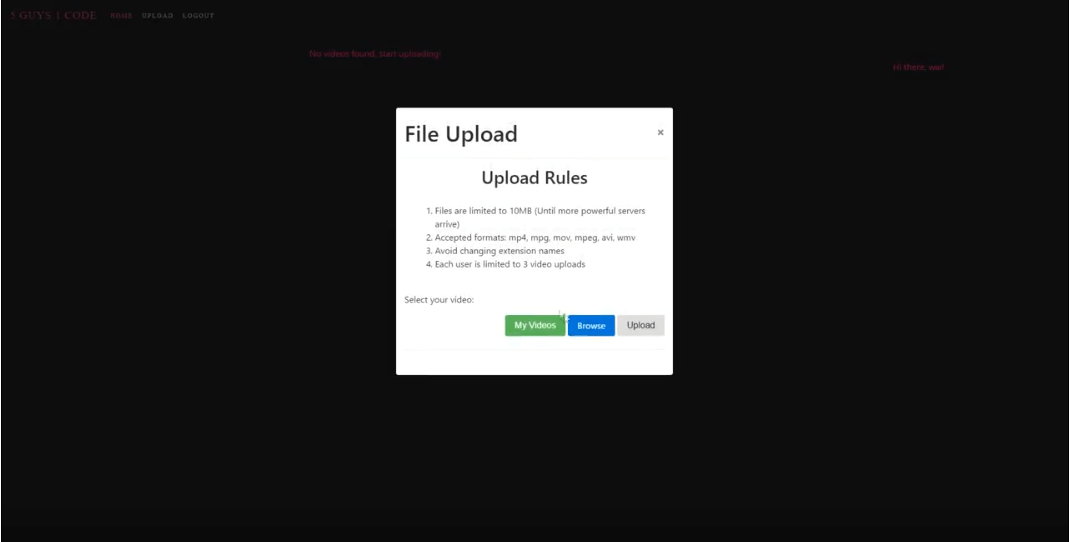 5 GUYS 1 CODE HOME UPLOAD LOGOUT
No videos found, start uploading!
Hi there, wat!
File Upload
×
Upload Rules
1. Files are limited to 10MB (Until more powerful servers
arrive)
2. Accepted formats: mp4, mpg, mov, mpeg, avi, wmv
3. Avoid changing extension names
4. Each user is limited to 3 video uploads
Select your video:
My Videos Browse Upload